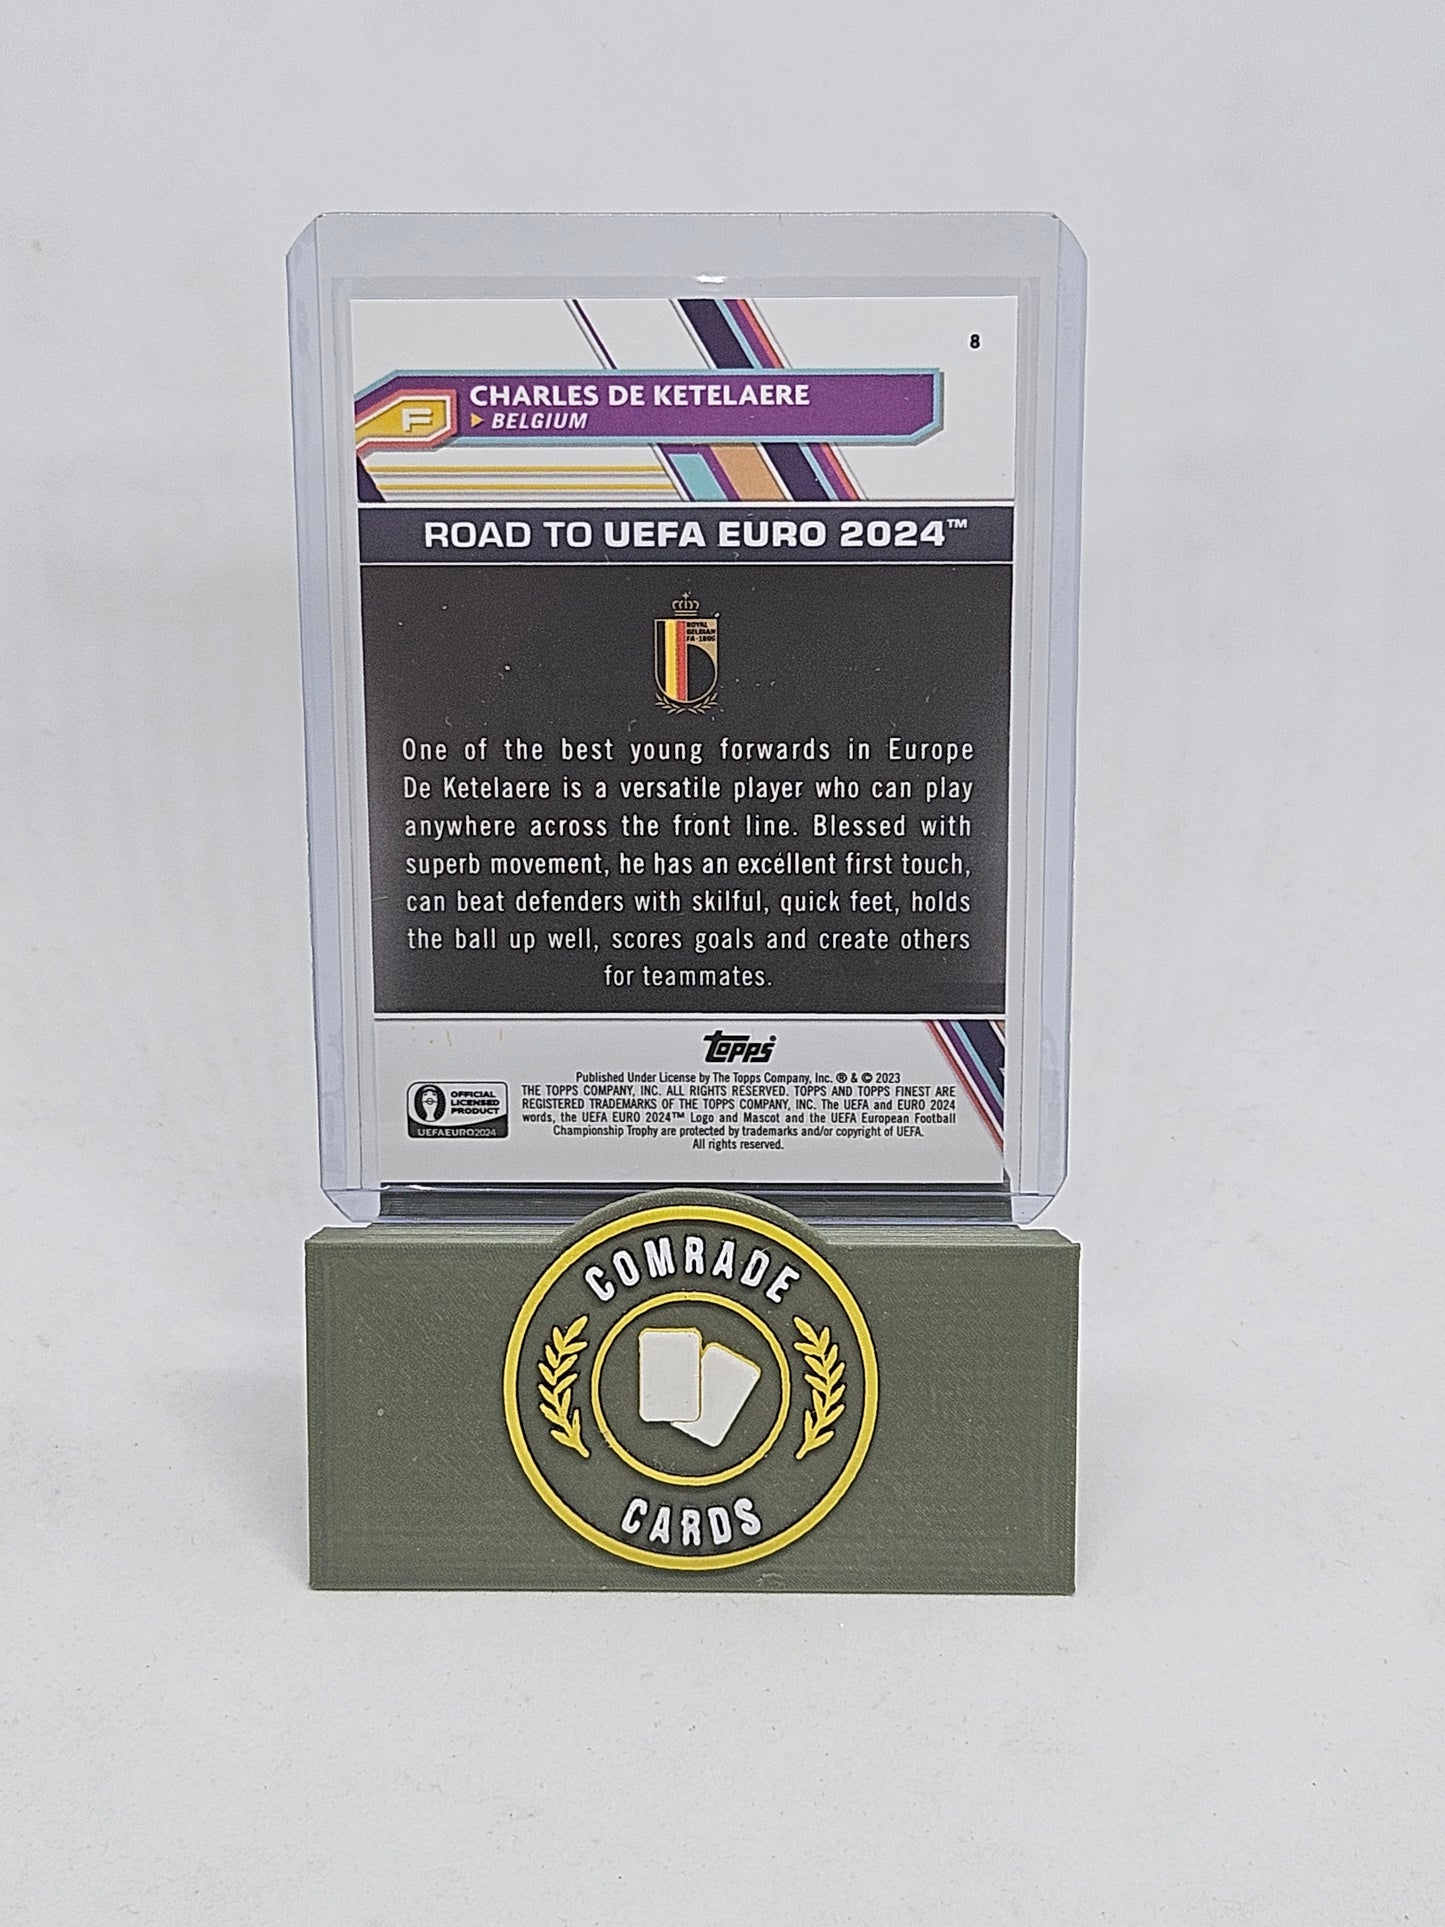 8
F
CHARLES DE KETELAERE
BELGIUM
ROAD TO UEFA EURO 2024™
ROYAL
BELGIAN
FA·1895
One of the best young forwards in Europe
De Ketelaere is a versatile player who can play
anywhere across the front line. Blessed with
superb movement, he has an excellent first touch,
can beat defenders with skilful, quick feet, holds
the ball up well, scores goals and create others
for teammates.
topps
Published Under License by The Topps Company, Inc. ® & © 2023
THE TOPPS COMPANY, INC. ALL RIGHTS RESERVED. TOPPS AND TOPPS FINEST ARE
REGISTERED TRADEMARKS OF THE TOPPS COMPANY, INC. The UEFA and EURO 2024
words, the UEFA EURO 2024™ Logo and Mascot and the UEFA European Football
Championship Trophy are protected by trademarks and/or copyright of UEFA.
All rights reserved.
OFFICIAL
LICENSED
PRODUCT
UEFAEURO2024
COMRADE
CARDS